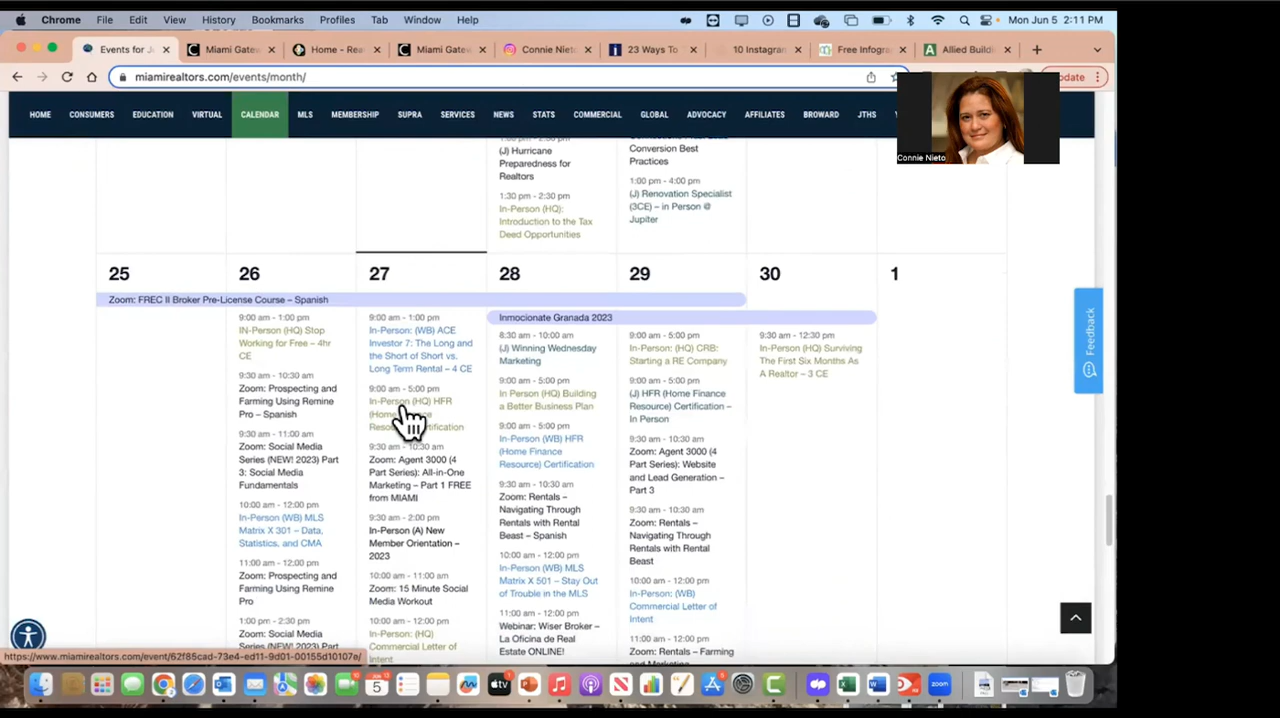 Chrome File Edit View History Bookmarks Profiles Tab Window Help Mon Jun 5 2:11 PM
Events for J Miami Gatew Home - Rea Miami Gatew Connie Nieto 23 Ways To 10 Instagran Free Infogra Allied Buildi
miamirealtors.com/events/month/
HOME CONSUMERS EDUCATION VIRTUAL CALENDAR MLS MEMBERSHIP SUPRA SERVICES NEWS STATS COMMERCIAL GLOBAL ADVOCACY AFFILIATES BROWARD JTHS
Connie Nieto
(J) Hurricane
Preparedness for
Realtors
1:30 pm - 2:30 pm
In-Person (HQ):
Introduction to the Tax
Deed Opportunities
Conversion Best
Practices
1:00 pm - 4:00 pm
(J) Renovation Specialist
(3CE) – in Person @
Jupiter
25 26 27 28 29 30 1
Zoom: FREC II Broker Pre-License Course – Spanish
Inmocionate Granada 2023
9:00 am - 1:00 pm
IN-Person (HQ) Stop
Working for Free – 4hr
CE
9:30 am - 10:30 am
Zoom: Prospecting and
Farming Using Remine
Pro – Spanish
9:30 am - 11:00 am
Zoom: Social Media
Series (NEW! 2023) Part
3: Social Media
Fundamentals
10:00 am - 12:00 pm
In-Person (WB) MLS
Matrix X 301 – Data,
Statistics, and CMA
11:00 am - 12:00 pm
Zoom: Prospecting and
Farming Using Remine
Pro
1:00 pm - 2:30 pm
Zoom: Social Media
Series (NEW! 2023) Part
9:00 am - 1:00 pm
In-Person: (WB) ACE
Investor 7: The Long and
the Short of Short vs.
Long Term Rental – 4 CE
9:00 am - 5:00 pm
In-Person (HQ) HFR
(Home
9:30 am - 10:30 am
Zoom: Agent 3000 (4
Part Series): All-in-One
Marketing – Part 1 FREE
from MIAMI
9:30 am - 2:00 pm
In-Person (A) New
Member Orientation –
2023
10:00 am - 11:00 am
Zoom: 15 Minute Social
Media Workout
10:00 am - 12:00 pm
In-Person: (HQ)
Commercial Letter of
Intent
8:30 am - 10:00 am
(J) Winning Wednesday
Marketing
9:00 am - 5:00 pm
In Person (HQ) Building
a Better Business Plan
9:00 am - 5:00 pm
In-Person (WB) HFR
(Home Finance
Resource) Certification
9:30 am - 10:30 am
Zoom: Rentals –
Navigating Through
Rentals with Rental
Beast – Spanish
10:00 am - 12:00 pm
In-Person (WB) MLS
Matrix X 501 – Stay Out
of Trouble in the MLS
11:00 am - 12:00 pm
Webinar: Wiser Broker –
La Oficina de Real
Estate ONLINE!
9:00 am - 5:00 pm
In-Person: (HQ) CRB:
Starting a RE Company
9:00 am - 5:00 pm
(J) HFR (Home Finance
Resource) Certification –
In Person
9:30 am - 10:30 am
Zoom: Agent 3000 (4
Part Series): Website
and Lead Generation –
Part 3
9:30 am - 10:30 am
Zoom: Rentals –
Navigating Through
Rentals with Rental
Beast
10:00 am - 12:00 pm
In-Person: (WB)
Commercial Letter of
Intent
11:00 am - 12:00 pm
Zoom: Rentals – Farming
9:30 am - 12:30 pm
In-Person (HQ) Surviving
The First Six Months As
A Realtor – 3 CE
Feedback
https://www.miamirealtors.com/event/62f85cad-73e4-ed11-9d01-00155d10107e/
zoom